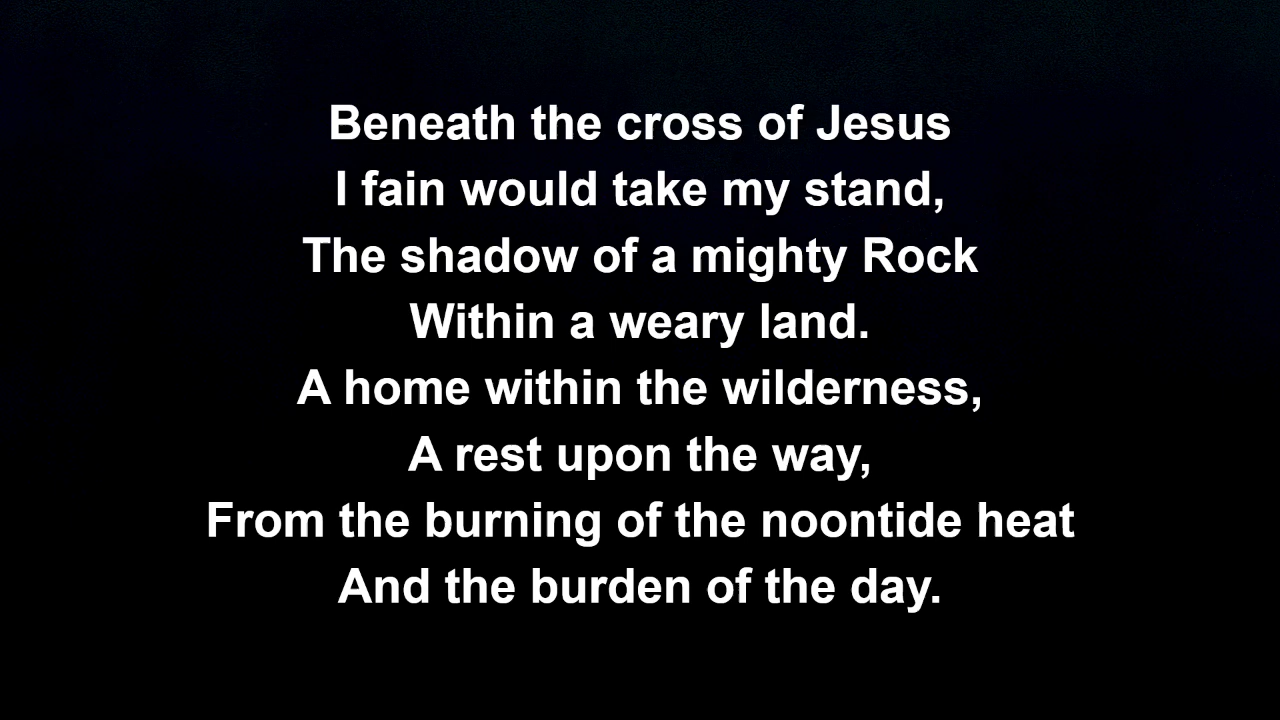 Beneath the cross of Jesus
I fain would take my stand,
The shadow of a mighty Rock
Within a weary land.
A home within the wilderness,
A rest upon the way,
From the burning of the noontide heat
And the burden of the day.